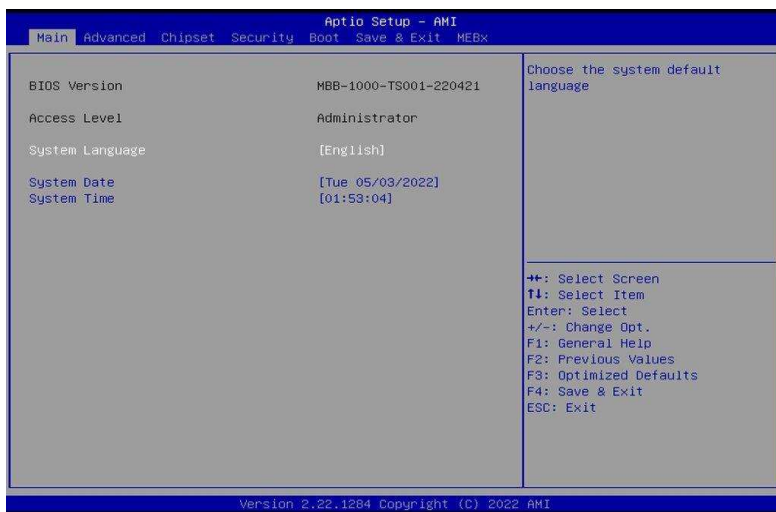 Aptio Setup – AMI
Main Advanced Chipset Security Boot Save & Exit MEBx
BIOS Version MBB-1000-TS001-220421
Access Level Administrator
System Language [English]
System Date [Tue 05/03/2022]
System Time [01:53:04]
Choose the system default
language
→←: Select Screen
↑↓: Select Item
Enter: Select
+/-: Change Opt.
F1: General Help
F2: Previous Values
F3: Optimized Defaults
F4: Save & Exit
ESC: Exit
Version 2.22.1284 Copyright (C) 2022 AMI